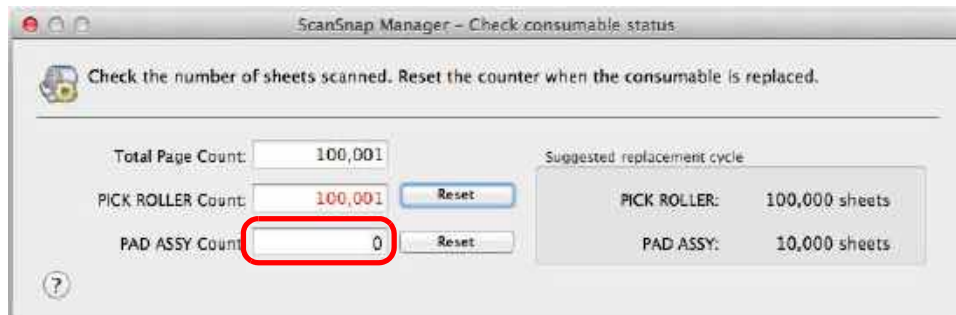 ScanSnap Manager – Check consumable status
Check the number of sheets scanned. Reset the counter when the consumable is replaced.
Total Page Count: 100,001
Suggested replacement cycle
PICK ROLLER Count: 100,001 Reset
PICK ROLLER: 100,000 sheets
PAD ASSY Count 0 Reset
PAD ASSY: 10,000 sheets
?